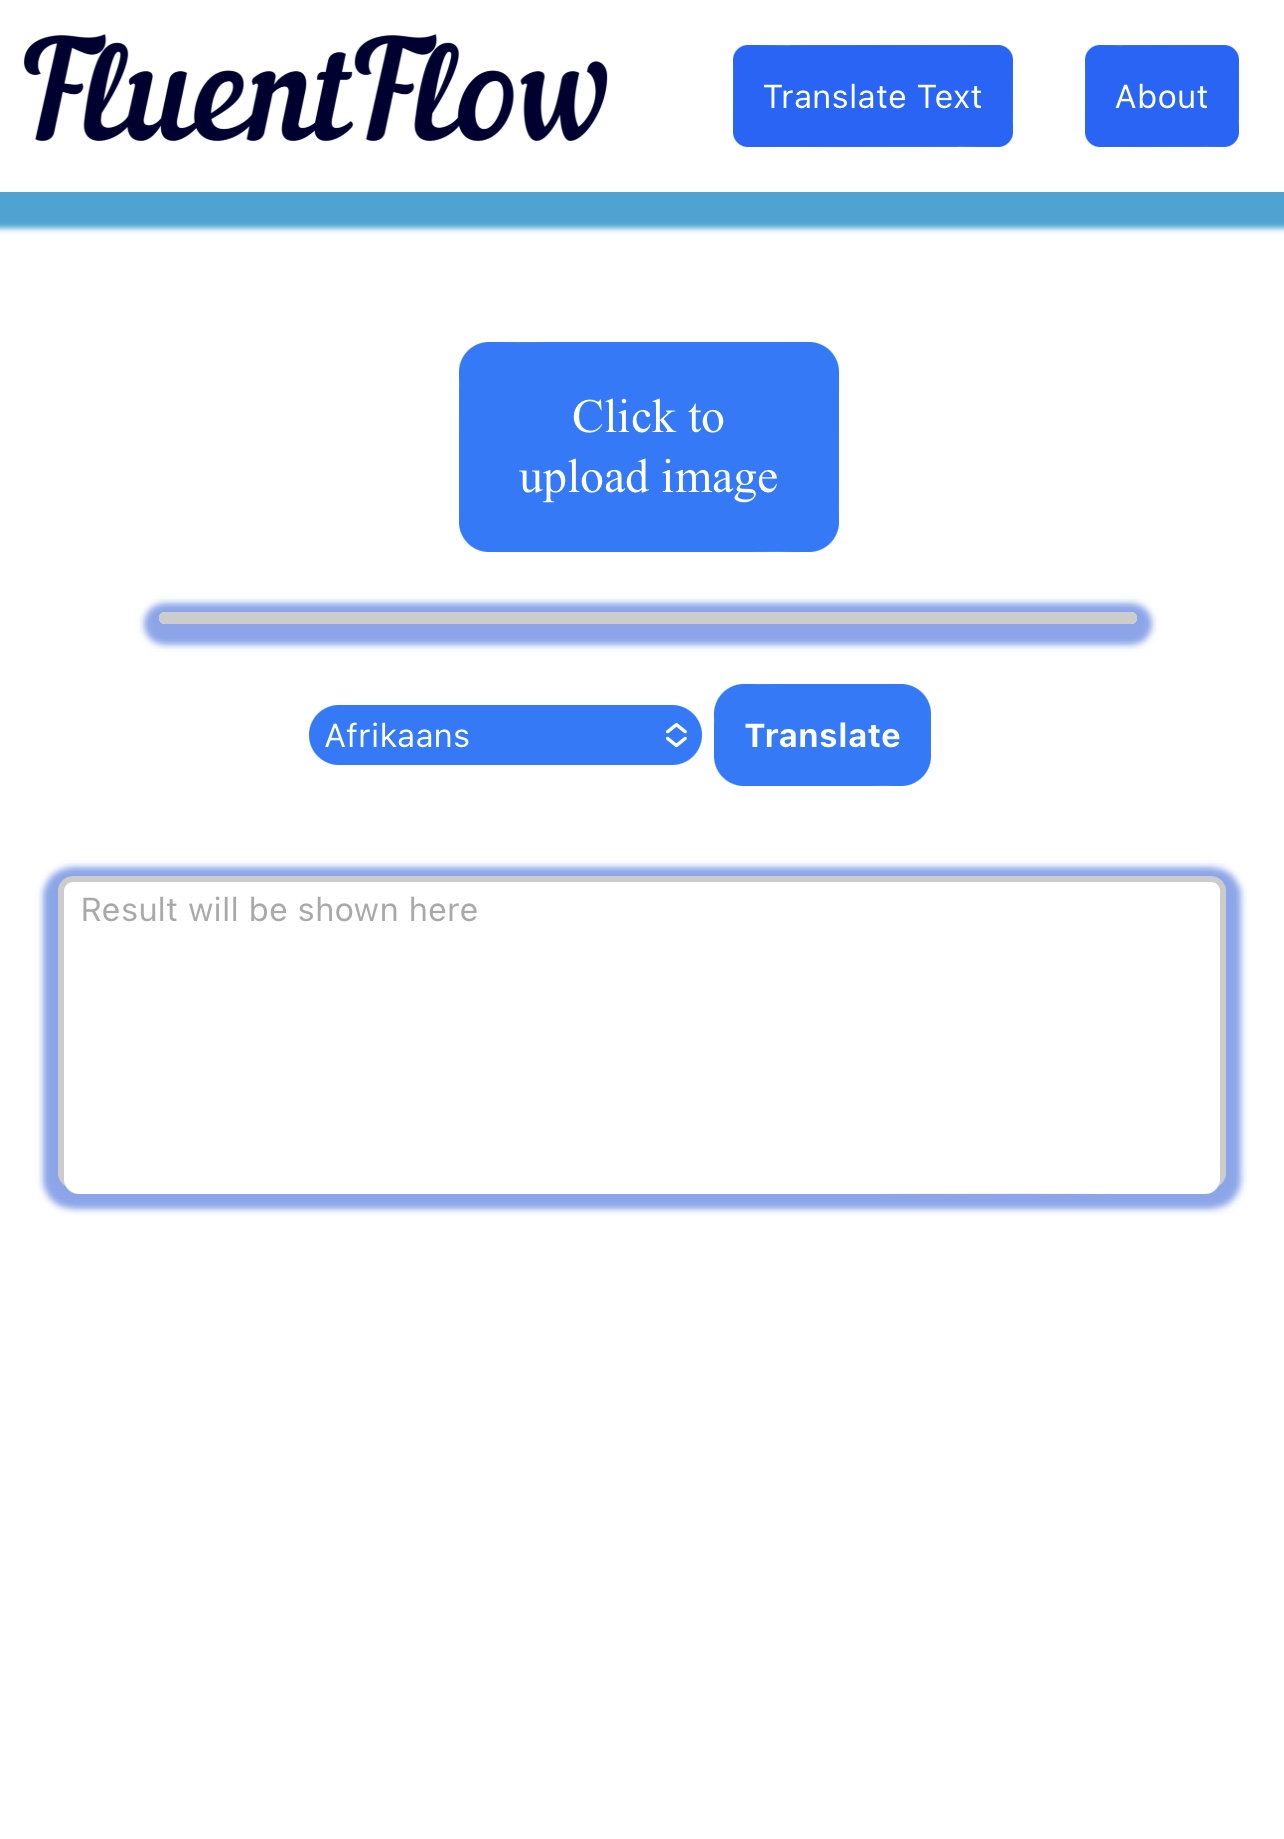 FluentFlow
Translate Text
About
Click to
upload image
Afrikaans
Translate
Result will be shown here